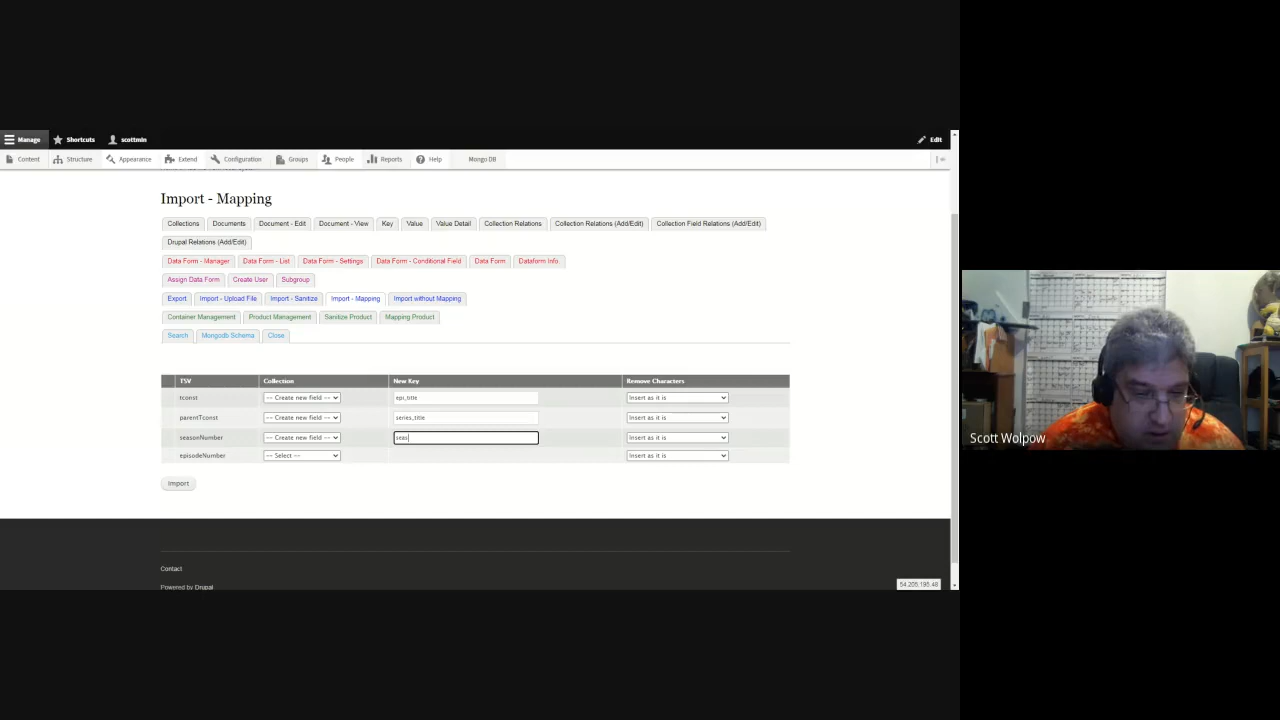 Manage Shortcuts scottmin Edit
Content Structure Appearance Extend Configuration Groups People Reports Help Mongo DB
Import - Mapping
Collections Documents Document - Edit Document - View Key Value Value Detail Collection Relations Collection Relations (Add/Edit) Collection Field Relations (Add/Edit)
Drupal Relations (Add/Edit)
Data Form - Manager Data Form - List Data Form - Settings Data Form - Conditional Field Data Form Dataform Info.
Assign Data Form Create User Subgroup
Export Import - Upload File Import - Sanitize Import - Mapping Import without Mapping
Container Management Product Management Sanitize Product Mapping Product
Search Mongodb Schema Close
TSV Collection New Key Remove Characters
tconst -- Create new field -- epi_title Insert as it is
parentTconst -- Create new field -- series_title Insert as it is
seasonNumber -- Create new field -- seas Insert as it is
episodeNumber -- Select -- Insert as it is
Import
Contact
Powered by Drupal
54.205.195.48
Scott Wolpow